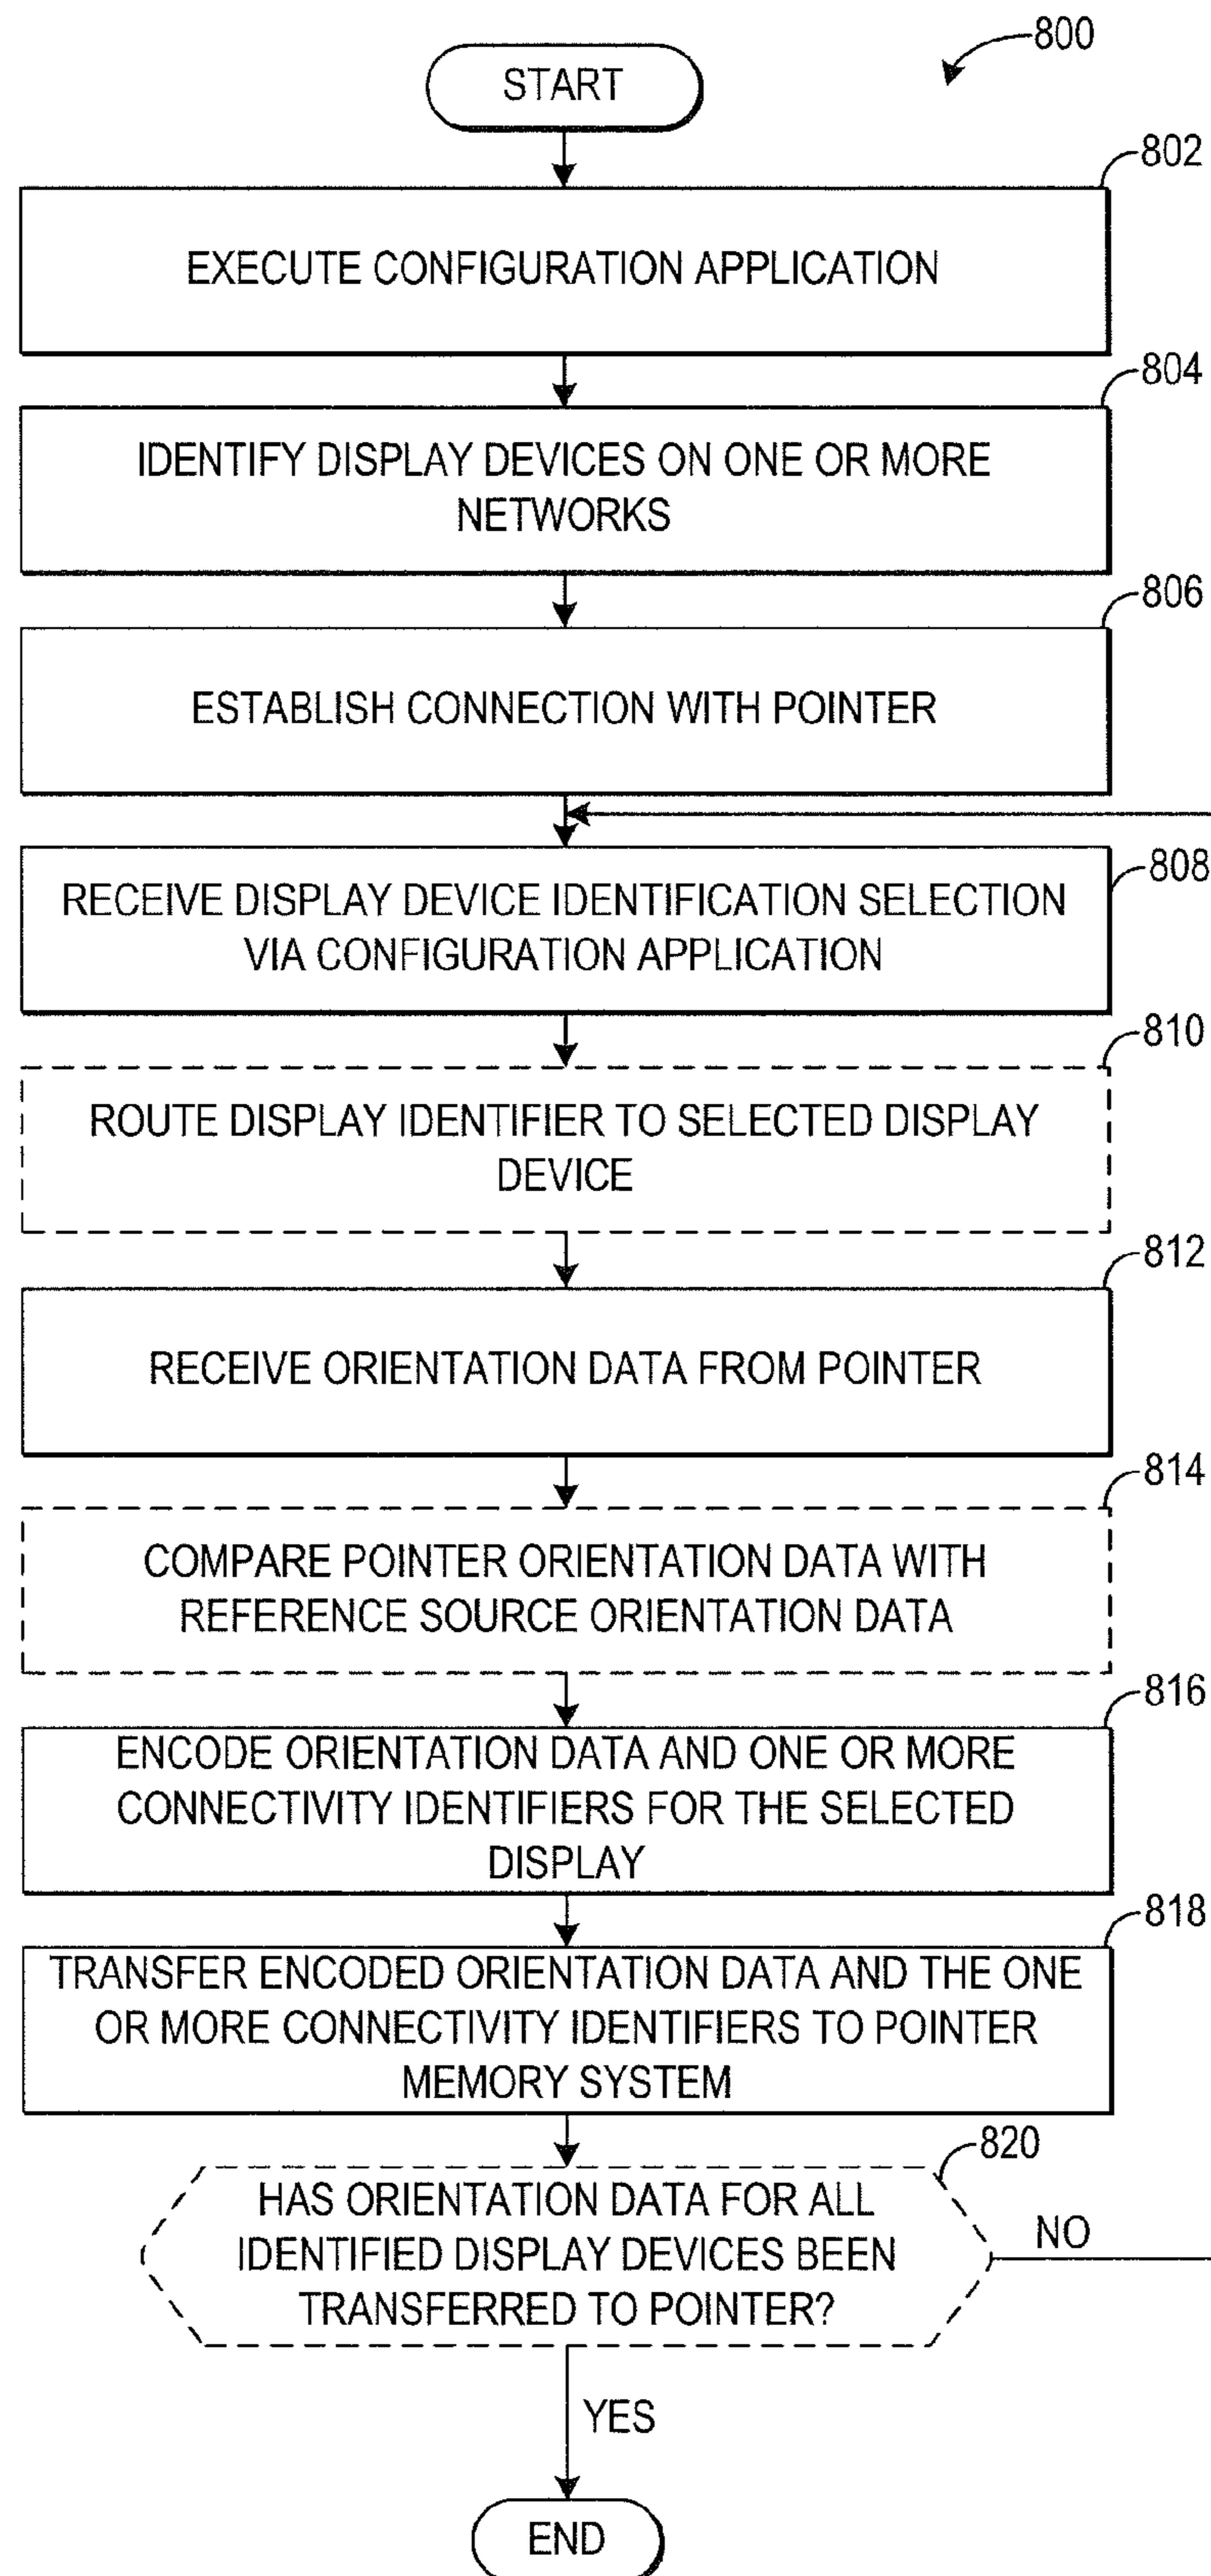 800
START
802
EXECUTE CONFIGURATION APPLICATION
804
IDENTIFY DISPLAY DEVICES ON ONE OR MORE
NETWORKS
806
ESTABLISH CONNECTION WITH POINTER
808
RECEIVE DISPLAY DEVICE IDENTIFICATION SELECTION
VIA CONFIGURATION APPLICATION
810
ROUTE DISPLAY IDENTIFIER TO SELECTED DISPLAY
DEVICE
812
RECEIVE ORIENTATION DATA FROM POINTER
814
COMPARE POINTER ORIENTATION DATA WITH
REFERENCE SOURCE ORIENTATION DATA
816
ENCODE ORIENTATION DATA AND ONE OR MORE
CONNECTIVITY IDENTIFIERS FOR THE SELECTED
DISPLAY
818
TRANSFER ENCODED ORIENTATION DATA AND THE ONE
OR MORE CONNECTIVITY IDENTIFIERS TO POINTER
MEMORY SYSTEM
820
HAS ORIENTATION DATA FOR ALL
IDENTIFIED DISPLAY DEVICES BEEN
TRANSFERRED TO POINTER?
NO
YES
END